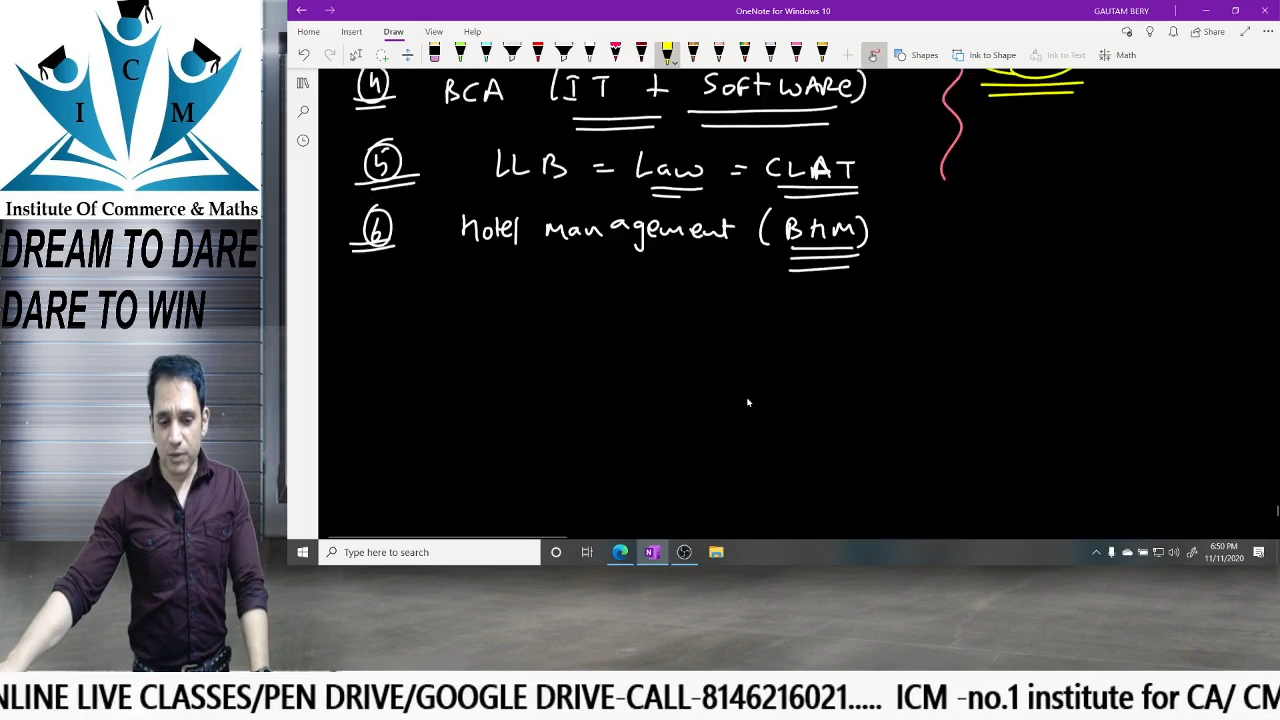 I C M
Institute Of Commerce & Maths
DREAM TO DARE
DARE TO WIN
OneNote for Windows 10
GAUTAM BERY
Home Insert Draw View Help
Share
Shapes Ink to Shape Ink to Text Math
4 BCA (IT + SOFTWARE)
5 LLB = Law = CLAT
6 Hotel management (BHM)
Type here to search
6:50 PM
11/11/2020
NLINE LIVE CLASSES/PEN DRIVE/GOOGLE DRIVE-CALL-8146216021..... ICM -no.1 institute for CA/ CM